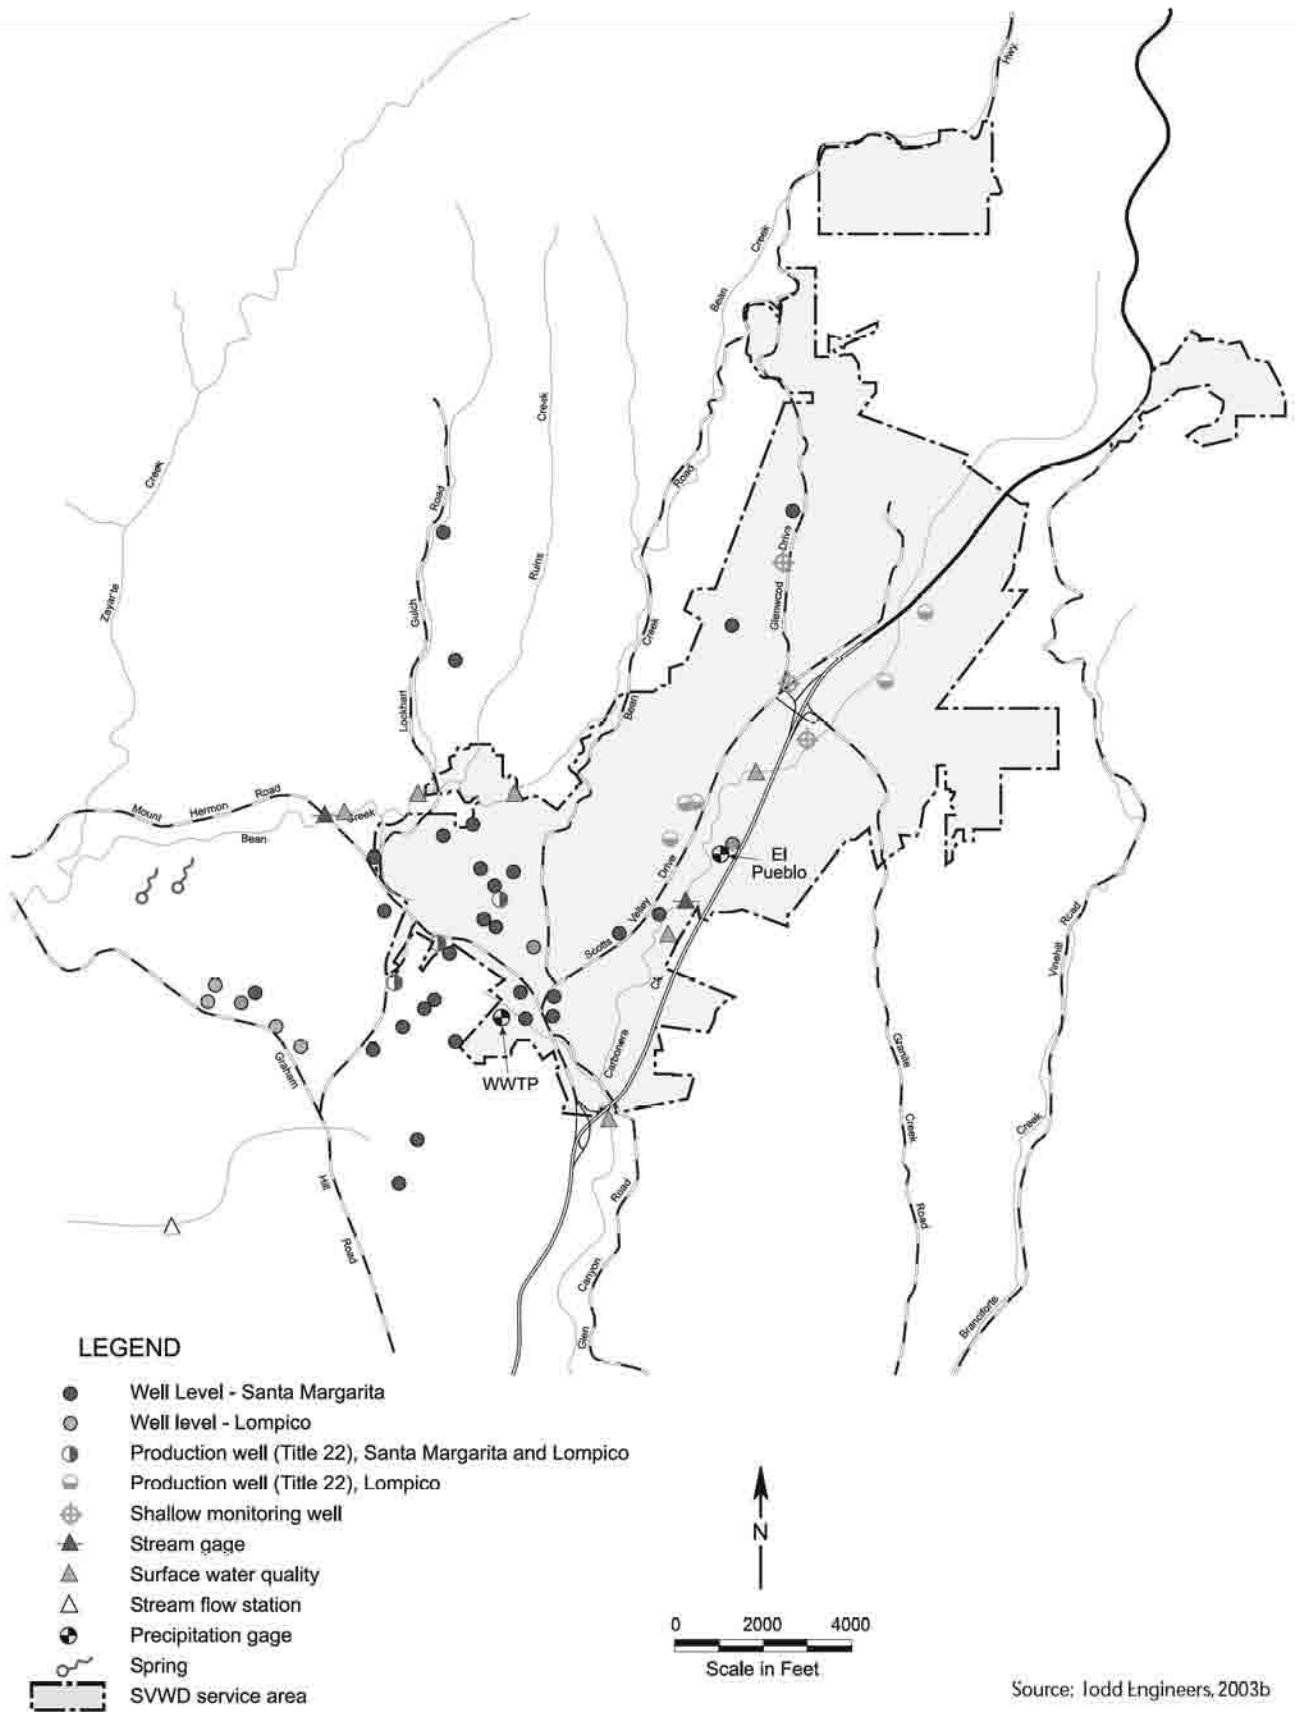 Hwy.
Creek
Bean
Creek
Road
Creek
Road
Drive
Ruins
Zayante
Gulch
Glenwood
Creek
Lockhart
Bean
Mount Hermon Road
Creek
Bean
El
Pueblo
Drive
Valley
Scotts
Road
Vinehill
Carbonera
Granite
Graham
WWTP
Creek
Creek
Hill
Road
Road
Road
Canyon
Glen
Branciforte
LEGEND
Well Level - Santa Margarita
Well level - Lompico
Production well (Title 22), Santa Margarita and Lompico
Production well (Title 22), Lompico
Shallow monitoring well
Stream gage
Surface water quality
Stream flow station
Precipitation gage
Spring
SVWD service area
N
0 2000 4000
Scale in Feet
Source: Todd Engineers, 2003b